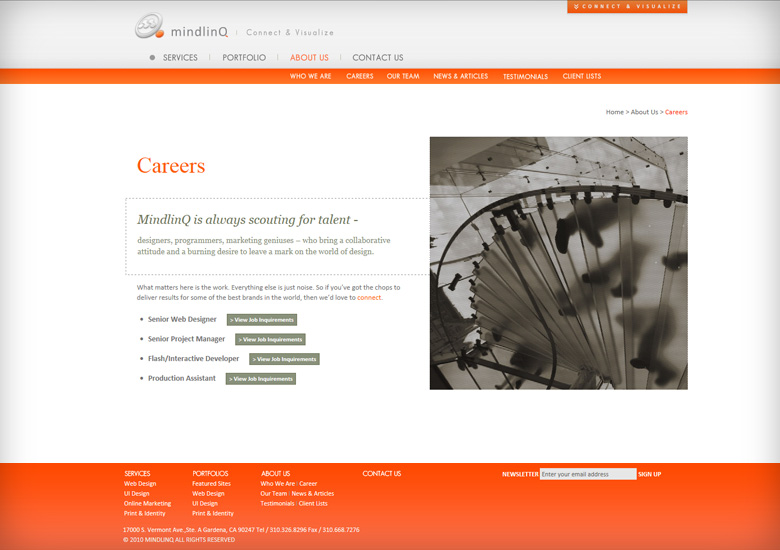 CONNECT & VISUALIZE
mindlinQ | Connect & Visualize
SERVICES | PORTFOLIO | ABOUT US | CONTACT US
WHO WE ARE CAREERS OUR TEAM NEWS & ARTICLES TESTIMONIALS CLIENT LISTS
Home > About Us > Careers
Careers
MindlinQ is always scouting for talent -
designers, programmers, marketing geniuses – who bring a collaborative
attitude and a burning desire to leave a mark on the world of design.
What matters here is the work. Everything else is just noise. So if you've got the chops to
deliver results for some of the best brands in the world, then we'd love to connect.
• Senior Web Designer > View Job Inquirements
• Senior Project Manager > View Job Inquirements
• Flash/Interactive Developer > View Job Inquirements
• Production Assistant > View Job Inquirements
SERVICES PORTFOLIOS ABOUT US CONTACT US NEWSLETTER Enter your email address SIGN UP
Web Design Featured Sites Who We Are | Career
UI Design Web Design Our Team | News & Articles
Online Marketing UI Design Testimonials | Client Lists
Print & Identity Print & Identity
17000 S. Vermont Ave.,Ste. A Gardena, CA 90247 Tel / 310.326.8296 Fax / 310.668.7276
© 2010 MINDLINQ ALL RIGHTS RESERVED